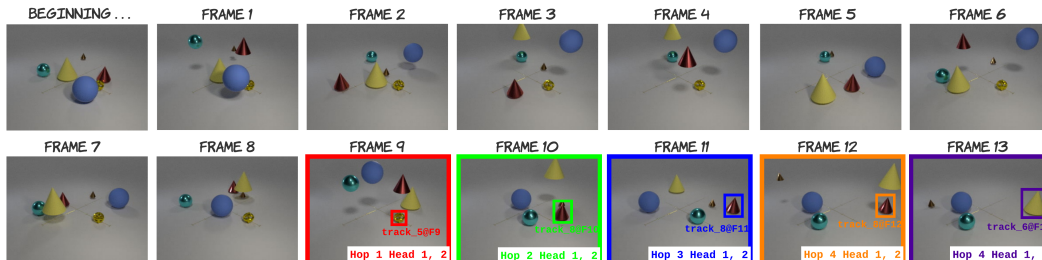 BEGINNING... FRAME 1 FRAME 2 FRAME 3 FRAME 4 FRAME 5 FRAME 6
FRAME 7 FRAME 8 FRAME 9 FRAME 10 FRAME 11 FRAME 12 FRAME 13
track_5@F9 track_8@F11
Hop 1 Head 1, 2 Hop 2 Head 1, 2 Hop 3 Head 1, 2 Hop 4 Head 1, 2 Hop 4 Head 1,